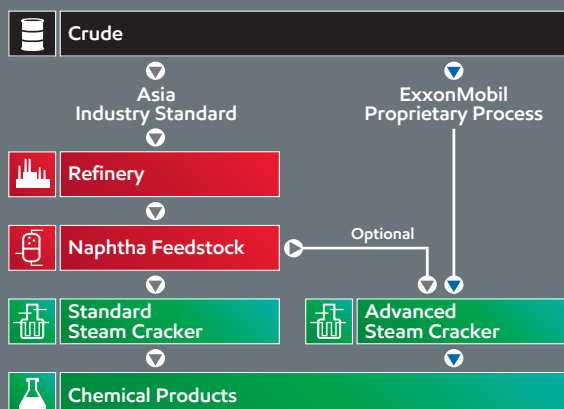 Crude
Asia
Industry Standard
ExxonMobil
Proprietary Process
Refinery
Naphtha Feedstock
Optional
Standard
Steam Cracker
Advanced
Steam Cracker
Chemical Products